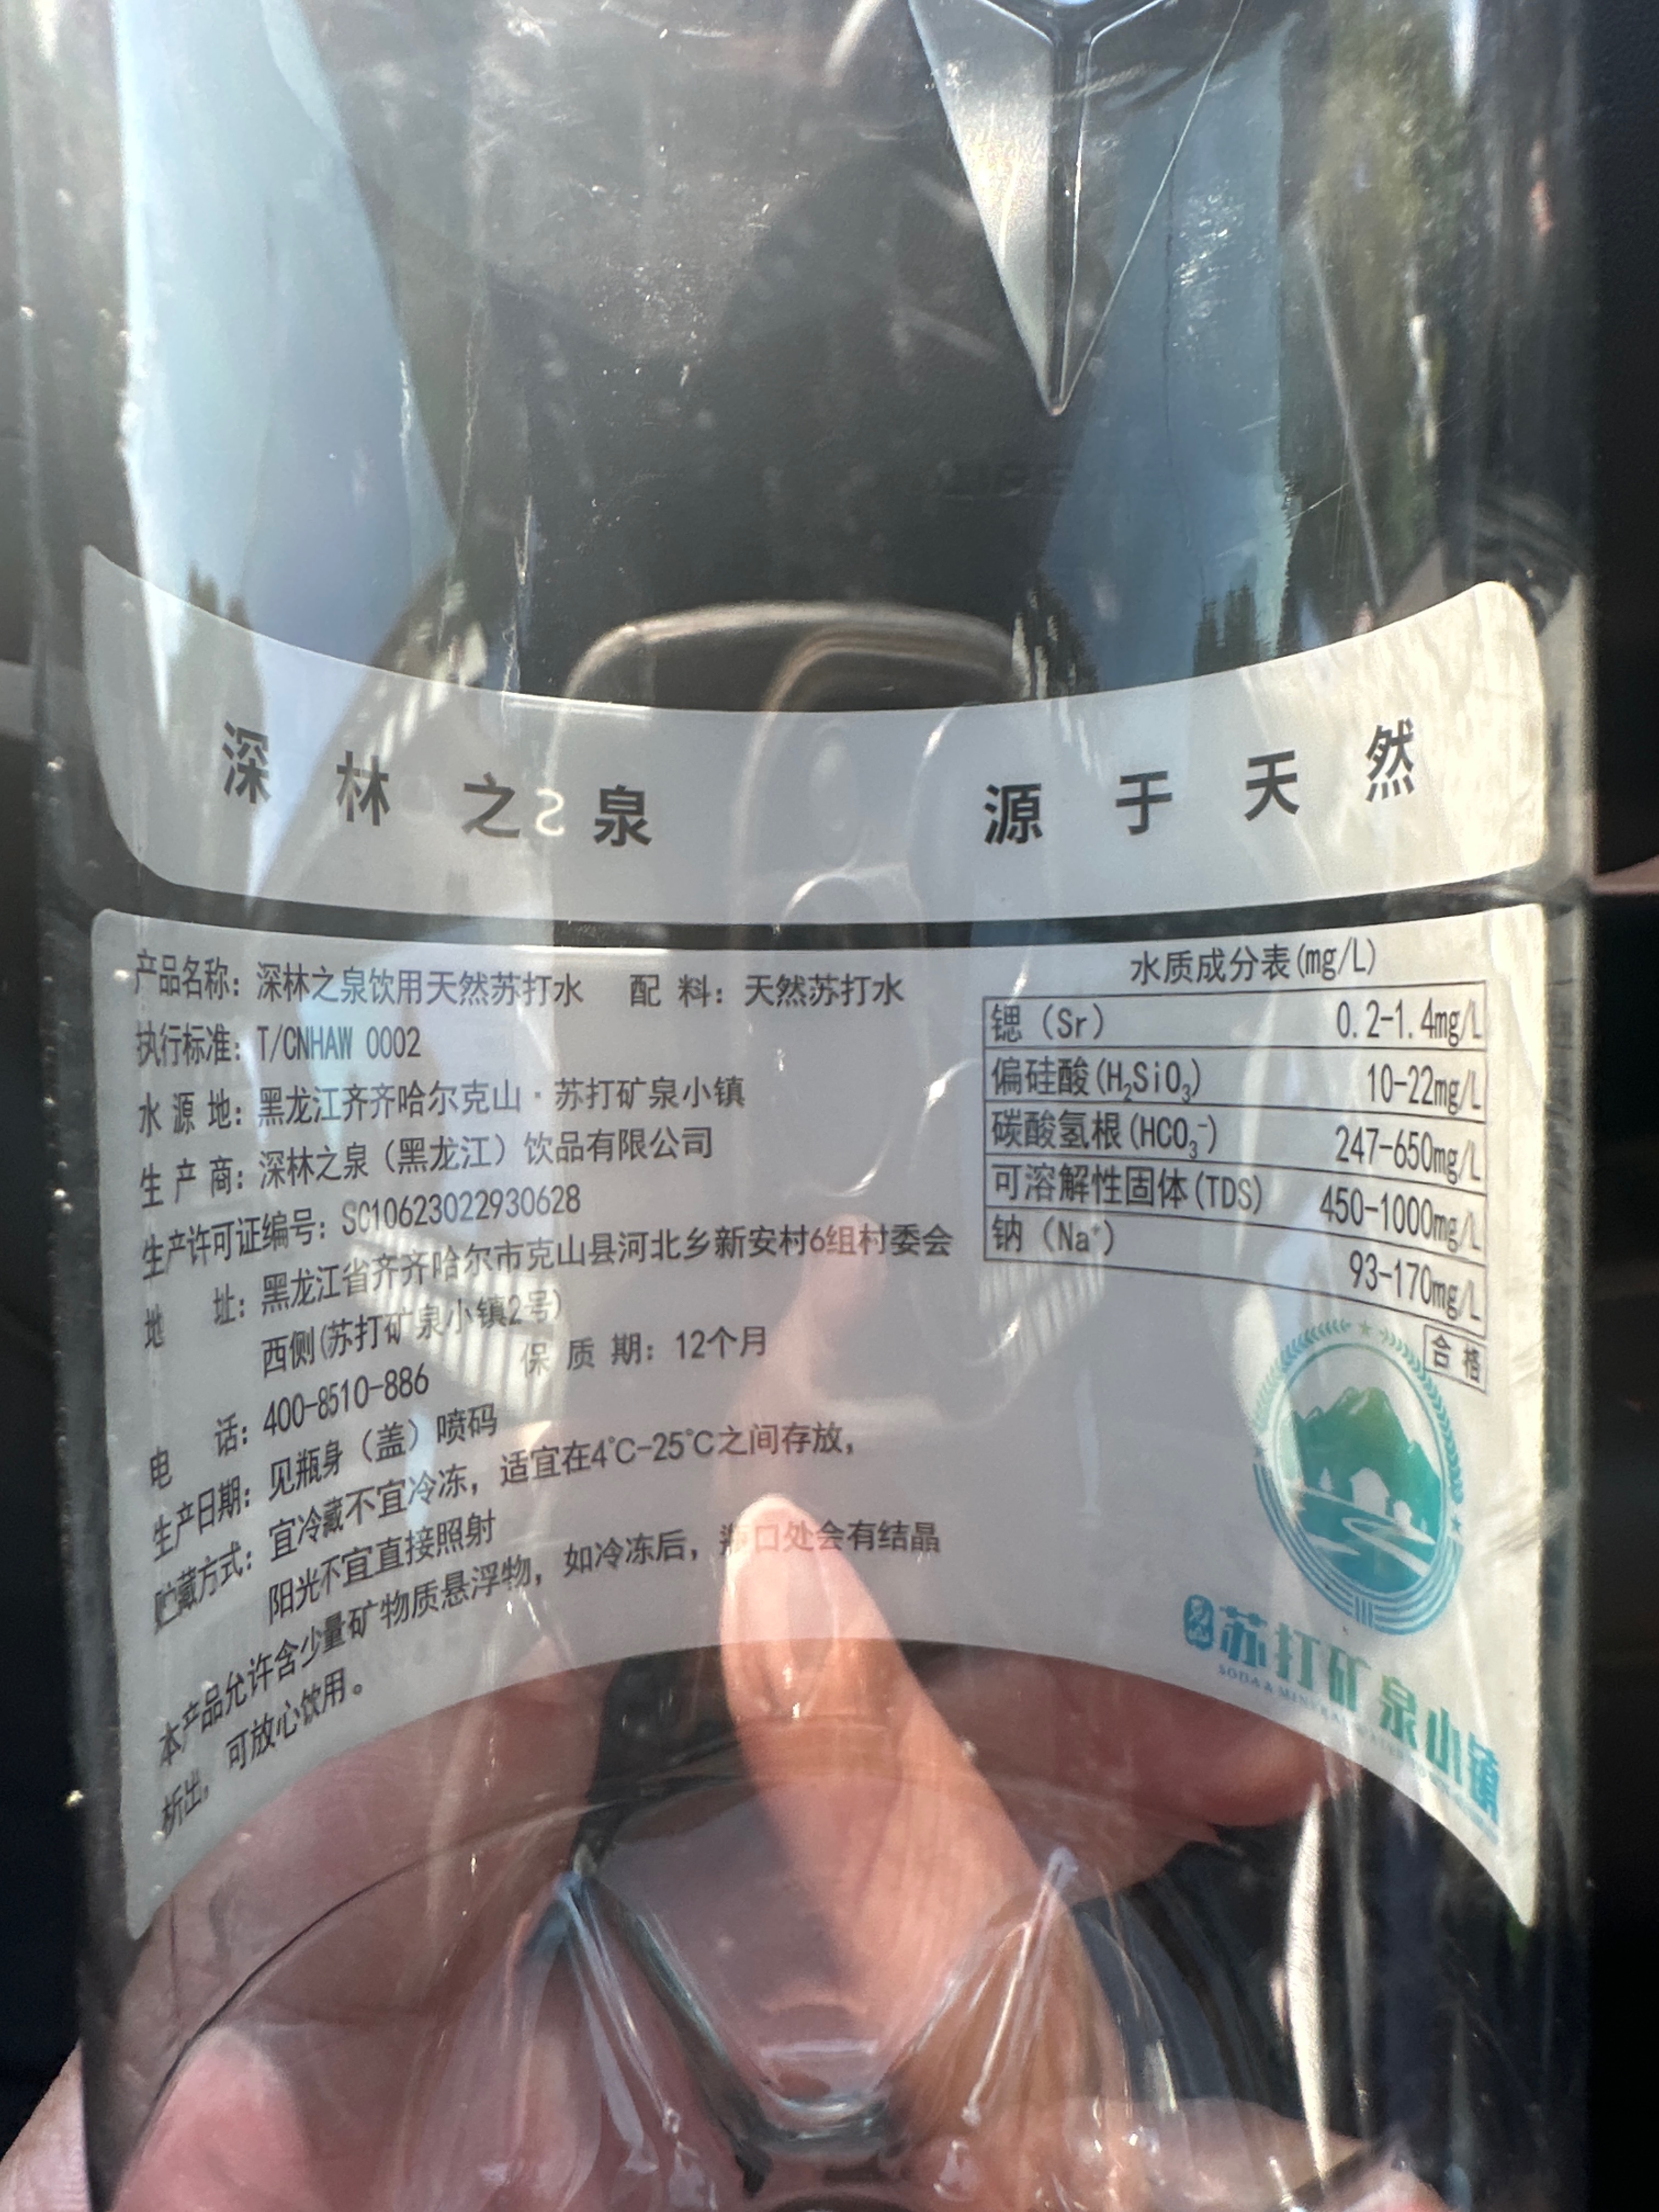 深林之泉 源于天然
产品名称：深林之泉饮用天然苏打水 配料：天然苏打水
执行标准：T/CNHAW 0002
水源地：黑龙江齐齐哈尔克山·苏打矿泉小镇
生产商：深林之泉（黑龙江）饮品有限公司
生产许可证编号：SC10623022930628
地址：黑龙江省齐齐哈尔市克山县河北乡新安村6组村委会
西侧(苏打矿泉小镇2号)
电话：400-8510-886 保质期：12个月
生产日期：见瓶身（盖）喷码
贮藏方式：宜冷藏不宜冷冻，适宜在4℃-25℃之间存放，
阳光不宜直接照射
本产品允许含少量矿物质悬浮物，如冷冻后，口处会有结晶
析出，可放心饮用。
水质成分表(mg/L)
锶（Sr） 0.2-1.4mg/L
偏硅酸(H₂SiO₃) 10-22mg/L
碳酸氢根(HCO₃⁻) 247-650mg/L
可溶解性固体(TDS) 450-1000mg/L
钠（Na⁺） 93-170mg/L
合格
苏打矿泉小镇
SODA & MINERAL WATER